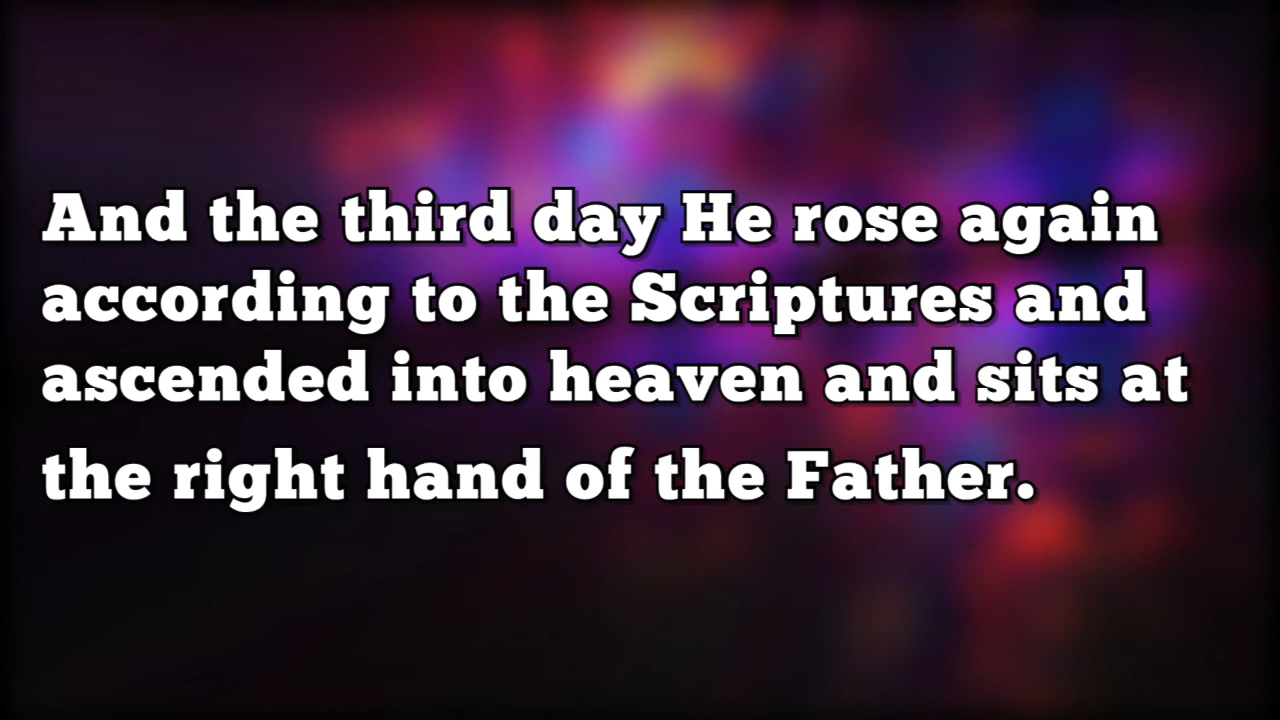 And the third day He rose again
according to the Scriptures and
ascended into heaven and sits at
the right hand of the Father.